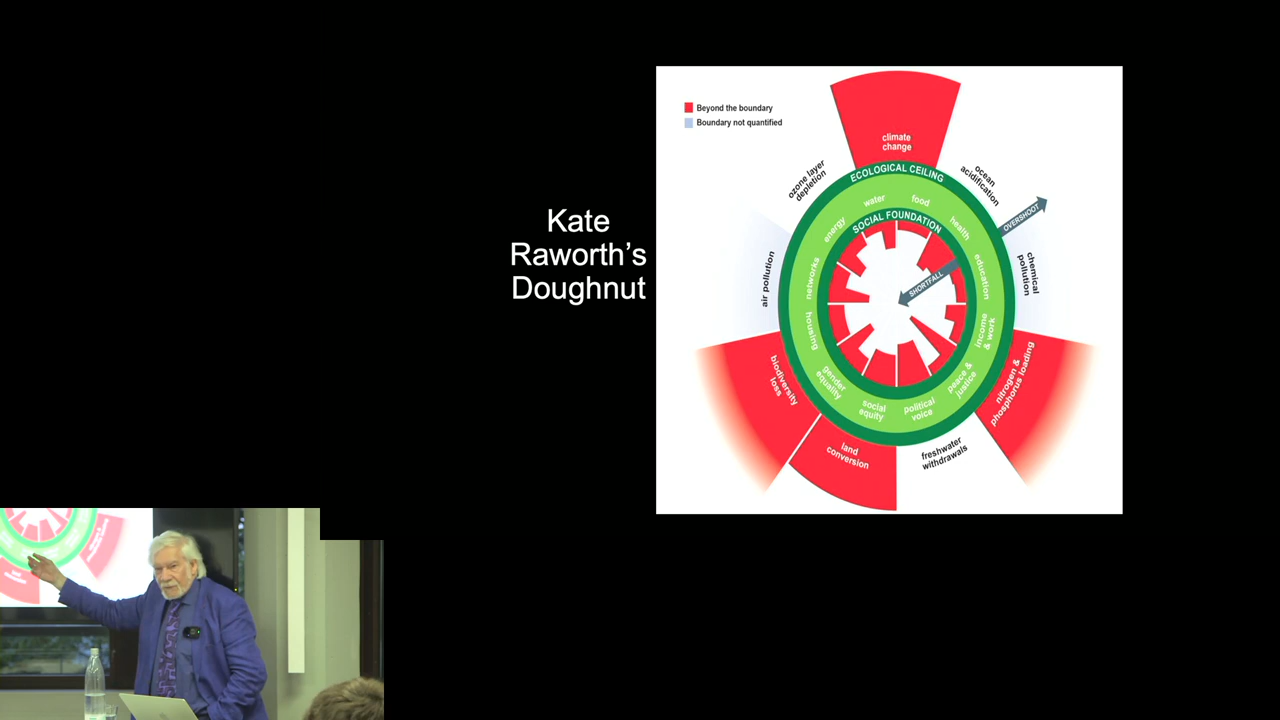 Kate
Raworth’s
Doughnut
Beyond the boundary
Boundary not quantified
climate
change
ozone layer
depletion
ocean
acidification
ECOLOGICAL CEILING
OVERSHOOT
water
food
energy
health
SOCIAL FOUNDATION
SHORTFALL
air pollution
networks
education
chemical
pollution
housing
income
& work
biodiversity
loss
gender
equality
peace &
justice
nitrogen &
phosphorus loading
social
equity
political
voice
land
conversion
freshwater
withdrawals